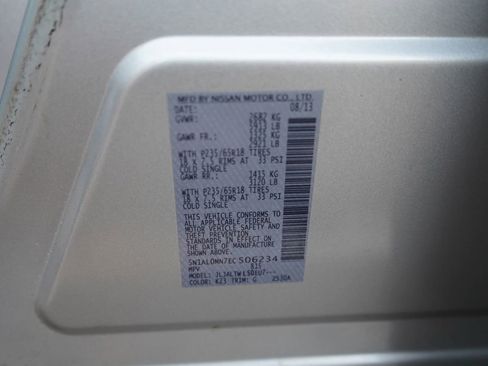 MFD BY NISSAN MOTOR CO., LTD.
DATE: 08/13
GVWR: 2682 KG
5913 LB
GAWR FR.: 1325 KG
2921 LB
WITH P235/65R18 TIRES
18 X 7.5 RIMS AT 33 PSI
COLD SINGLE
GAWR RR.: 1415 KG
3120 LB
WITH P235/65R18 TIRES
18 X 7.5 RIMS AT 33 PSI
COLD SINGLE
THIS VEHICLE CONFORMS TO
ALL APPLICABLE FEDERAL
MOTOR VEHICLE SAFETY AND
THEFT PREVENTION
STANDARDS IN EFFECT ON
THE DATE OF MANUFACTURE
SHOWN ABOVE.
5N1AL0MN7EC506234
MPV
MODEL:
COLOR: K23 TRIM: G